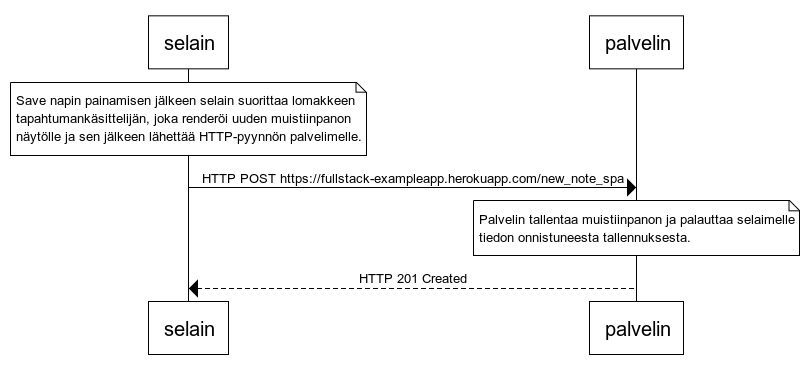 selain
palvelin
Save napin painamisen jälkeen selain suorittaa lomakkeen
tapahtumankäsittelijän, joka renderöi uuden muistiinpanon
näytölle ja sen jälkeen lähettää HTTP-pyynnön palvelimelle.
HTTP POST https://fullstack-exampleapp.herokuapp.com/new_note_spa
Palvelin tallentaa muistiinpanon ja palauttaa selaimelle
tiedon onnistuneesta tallennuksesta.
HTTP 201 Created
selain
palvelin